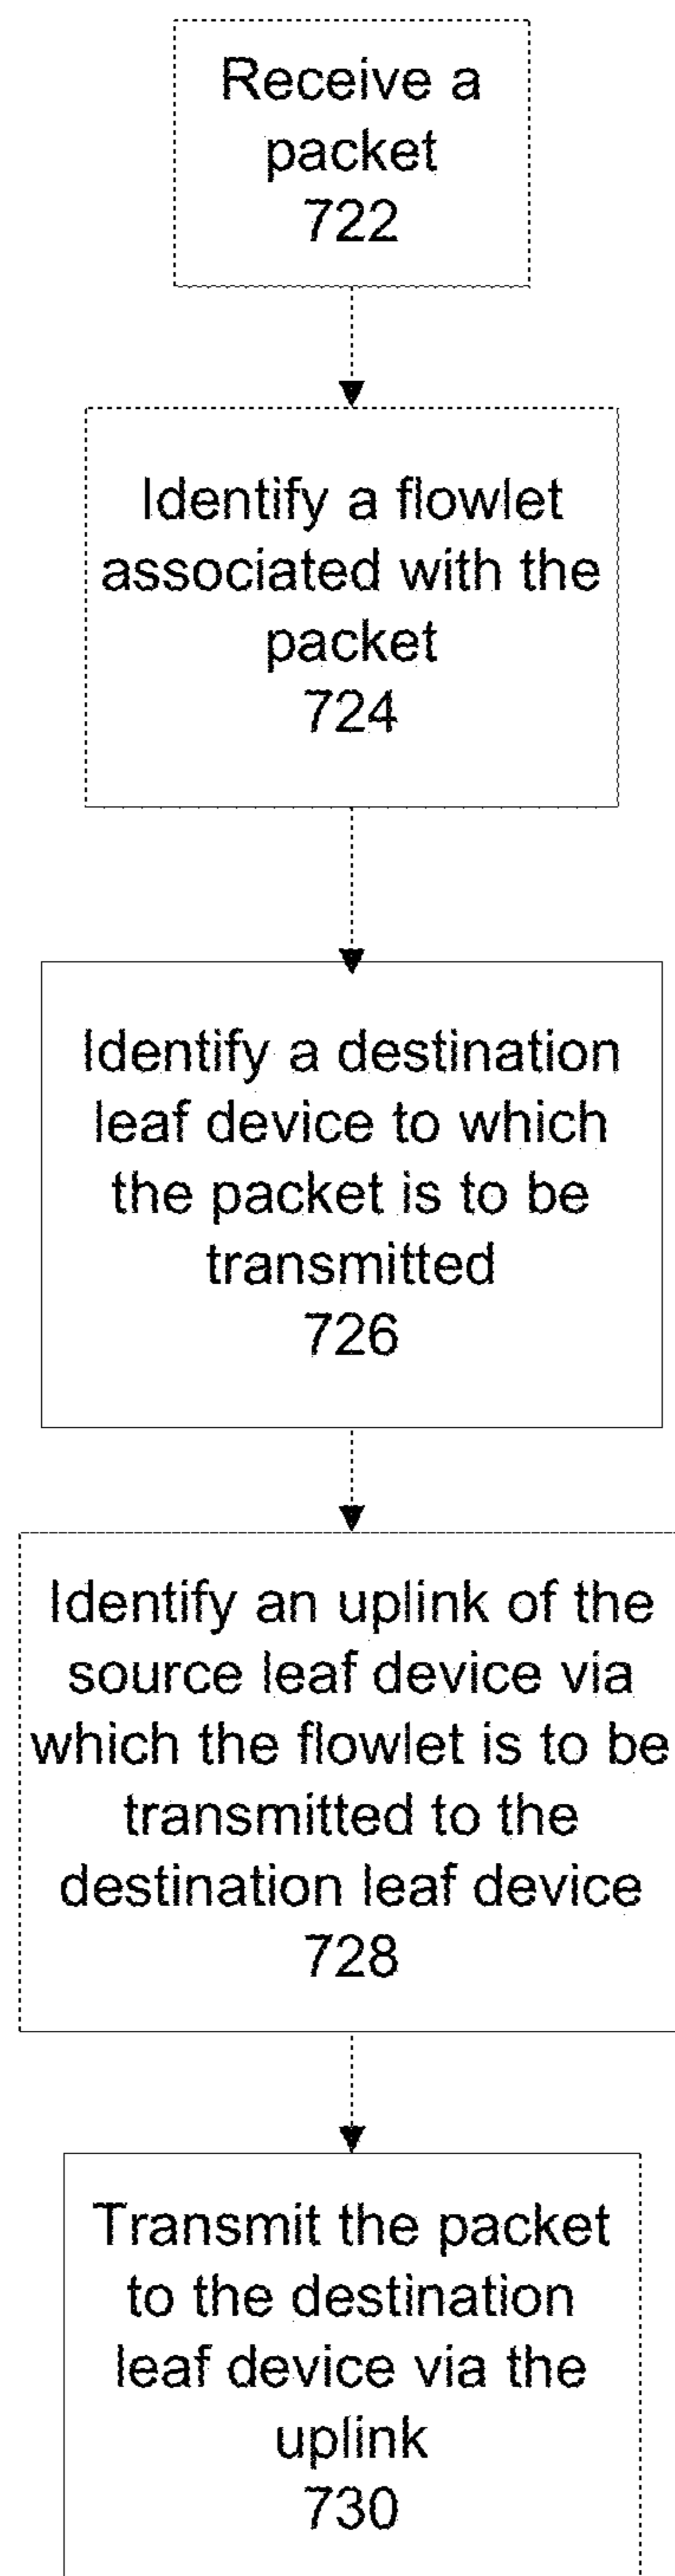 Receive a
packet
722
Identify a flowlet
associated with the
packet
724
Identify a destination
leaf device to which
the packet is to be
transmitted
726
Identify an uplink of the
source leaf device via
which the flowlet is to be
transmitted to the
destination leaf device
728
Transmit the packet
to the destination
leaf device via the
uplink
730